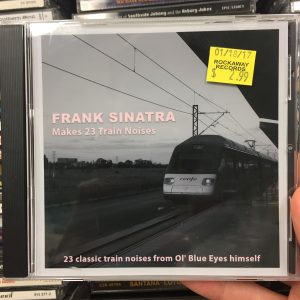 01/18/17
ROCKAWAY
RECORDS
$ 2.99
FRANK SINATRA
Makes 23 Train Noises
renfe
23 classic train noises from Ol' Blue Eyes himself
SANTANA